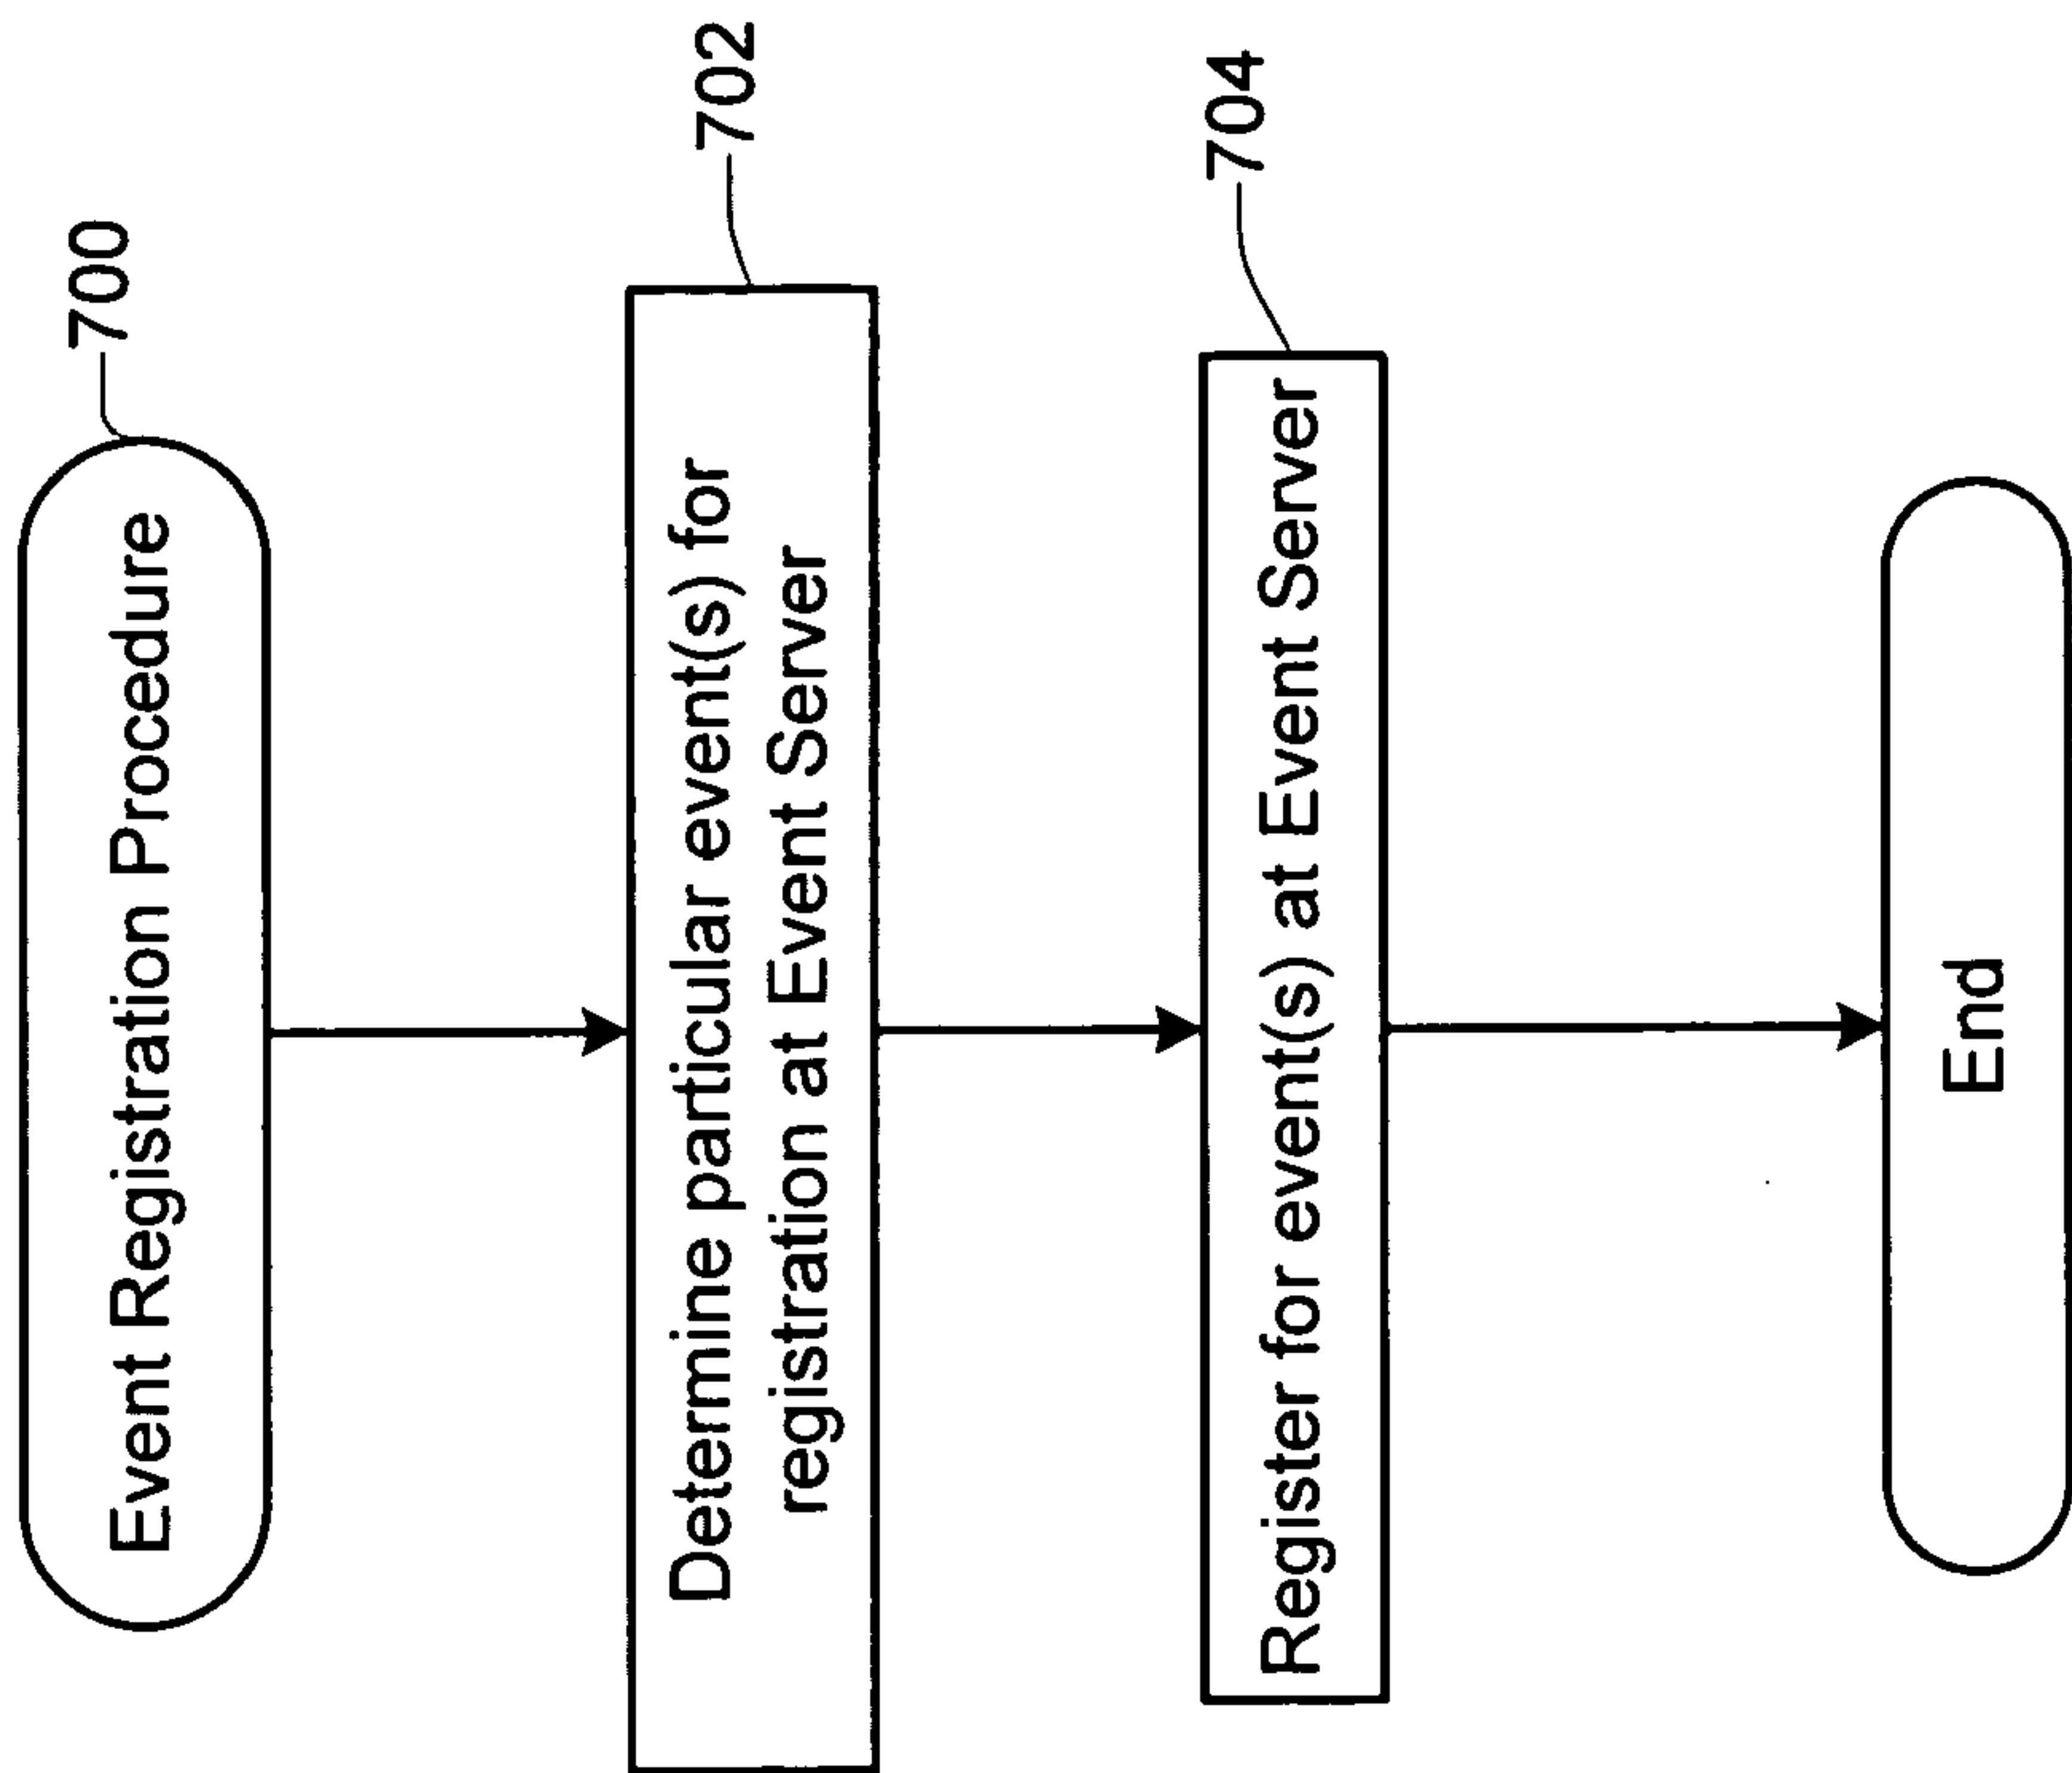 700
Event Registration Procedure
702
Determine particular event(s) for
registration at Event Server
704
Register for event(s) at Event Server
End